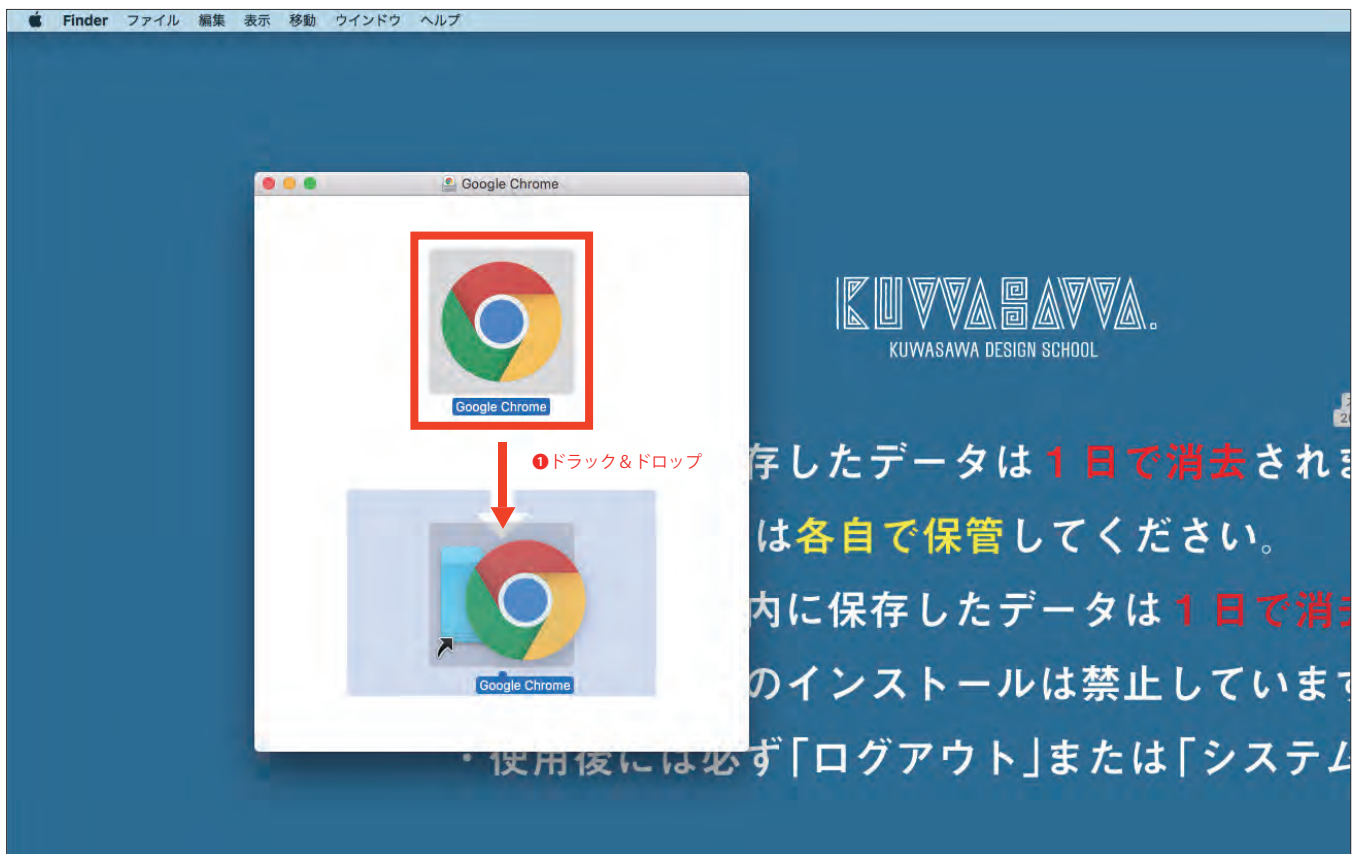 Finder ファイル 編集 表示 移動 ウインドウ ヘルプ
Google Chrome
Google Chrome
❶ドラック＆ドロップ
Google Chrome
KUWASAWA.
KUWASAWA DESIGN SCHOOL
存したデータは1日で消去されま
は各自で保管してください。
内に保存したデータは1日で消去
のインストールは禁止しています
・使用後には必ず「ログアウト」または「システム